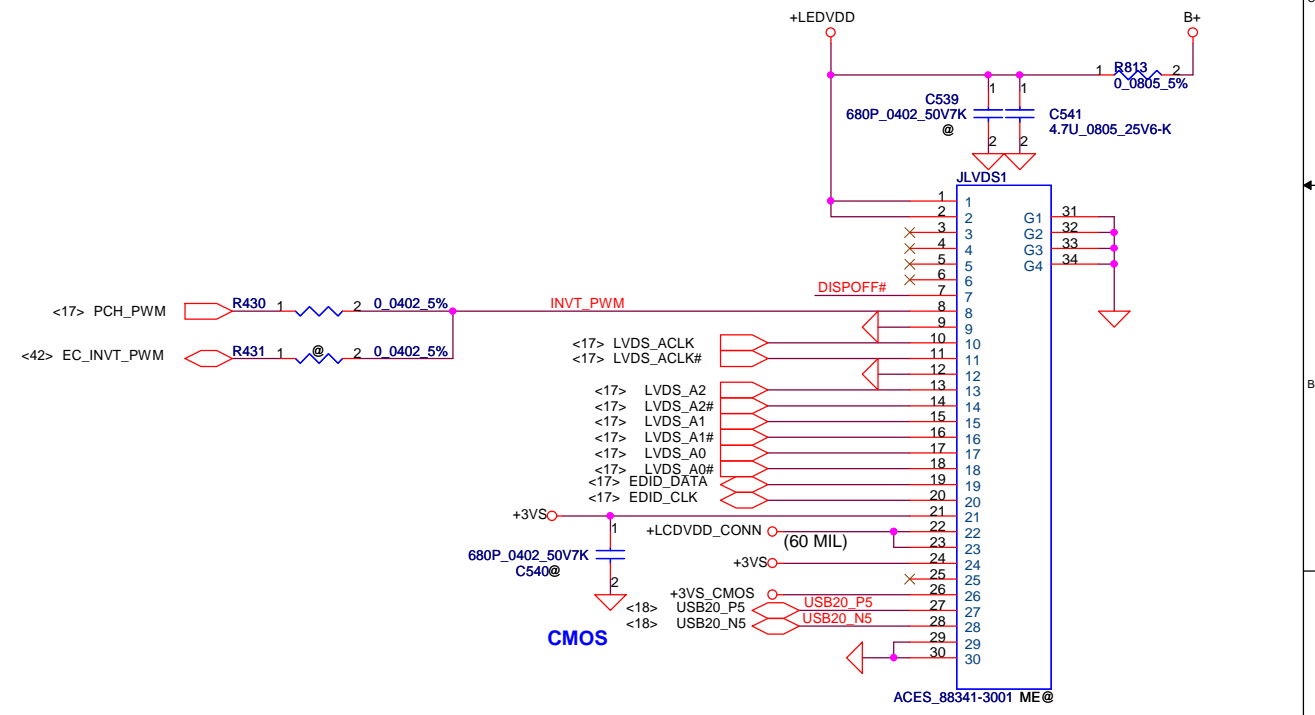 +LEDVDD B+
1 R813 2
0_0805_5%
C539 1 1
680P_0402_50V7K C541
@ 4.7U_0805_25V6-K
2 2
JLVDS1
1 1
2 2 G1 31
3 3 G2 32
4 4 G3 33
5 5 G4 34
6 6
DISPOFF# 7 7
<17> PCH_PWM R430 1 2 0_0402_5% INVT_PWM 8 8
9 9
<42> EC_INVT_PWM R431 1 @ 2 0_0402_5%
<17> LVDS_ACLK 10 10
<17> LVDS_ACLK# 11 11
12 12
<17> LVDS_A2 13 13
<17> LVDS_A2# 14 14
<17> LVDS_A1 15 15
<17> LVDS_A1# 16 16
<17> LVDS_A0 17 17
<17> LVDS_A0# 18 18
<17> EDID_DATA 19 19
<17> EDID_CLK 20 20
+3VS 21 21
1 +LCDVDD_CONN (60 MIL) 22 22
23 23
680P_0402_50V7K
C540@
2
+3VS 24 24
25 25
+3VS_CMOS 26 26
<18> USB20_P5 USB20_P5 27 27
<18> USB20_N5 USB20_N5 28 28
CMOS
29 29
30 30
ACES_88341-3001 ME@
B